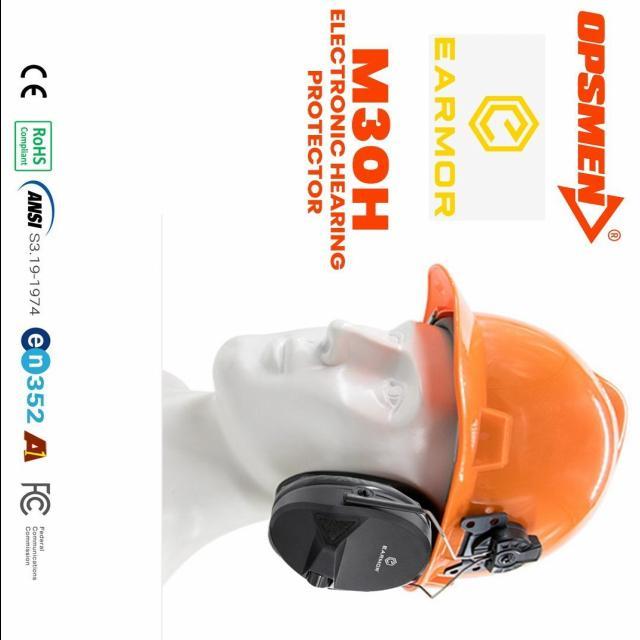 OPSMEN®
EARMOR
M30H
ELECTRONIC HEARING
PROTECTOR
EARMOR
CE
RoHS
Compliant
ANSI S3.19-1974
en352
A1
FC
Federal
Communications
Commission